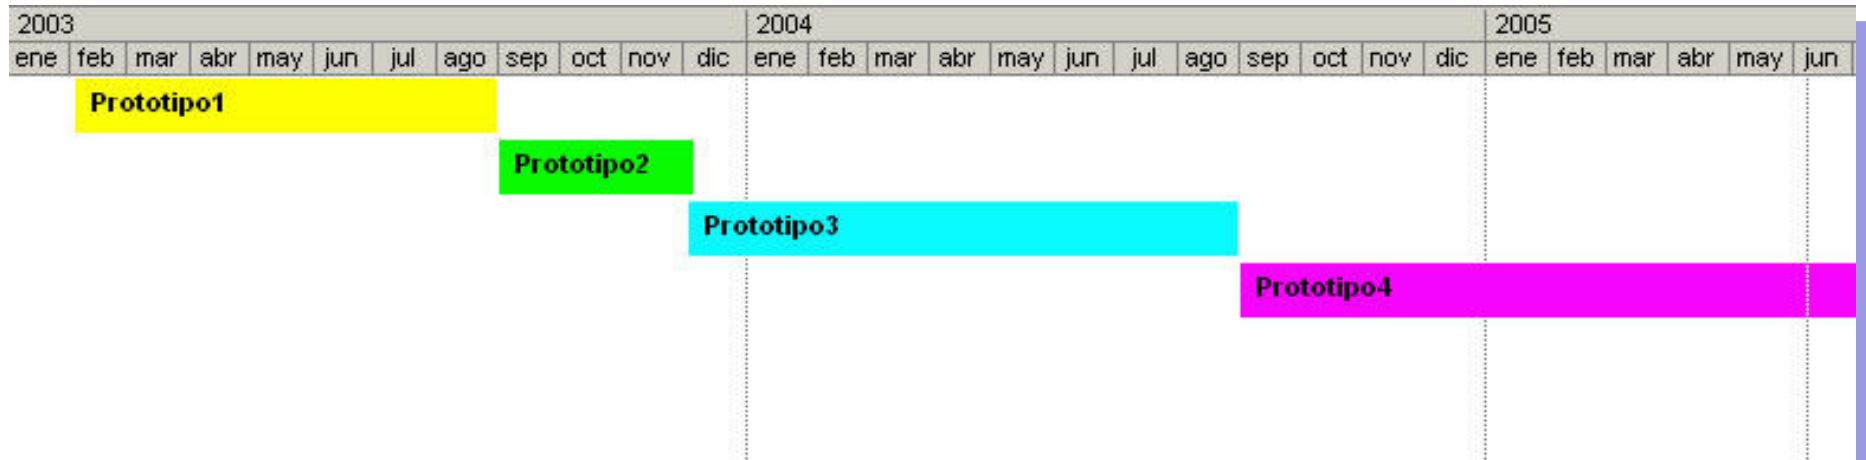 2003 2004 2005
ene feb mar abr may jun jul ago sep oct nov dic ene feb mar abr may jun jul ago sep oct nov dic ene feb mar abr may jun
Prototipo1
Prototipo2
Prototipo3
Prototipo4